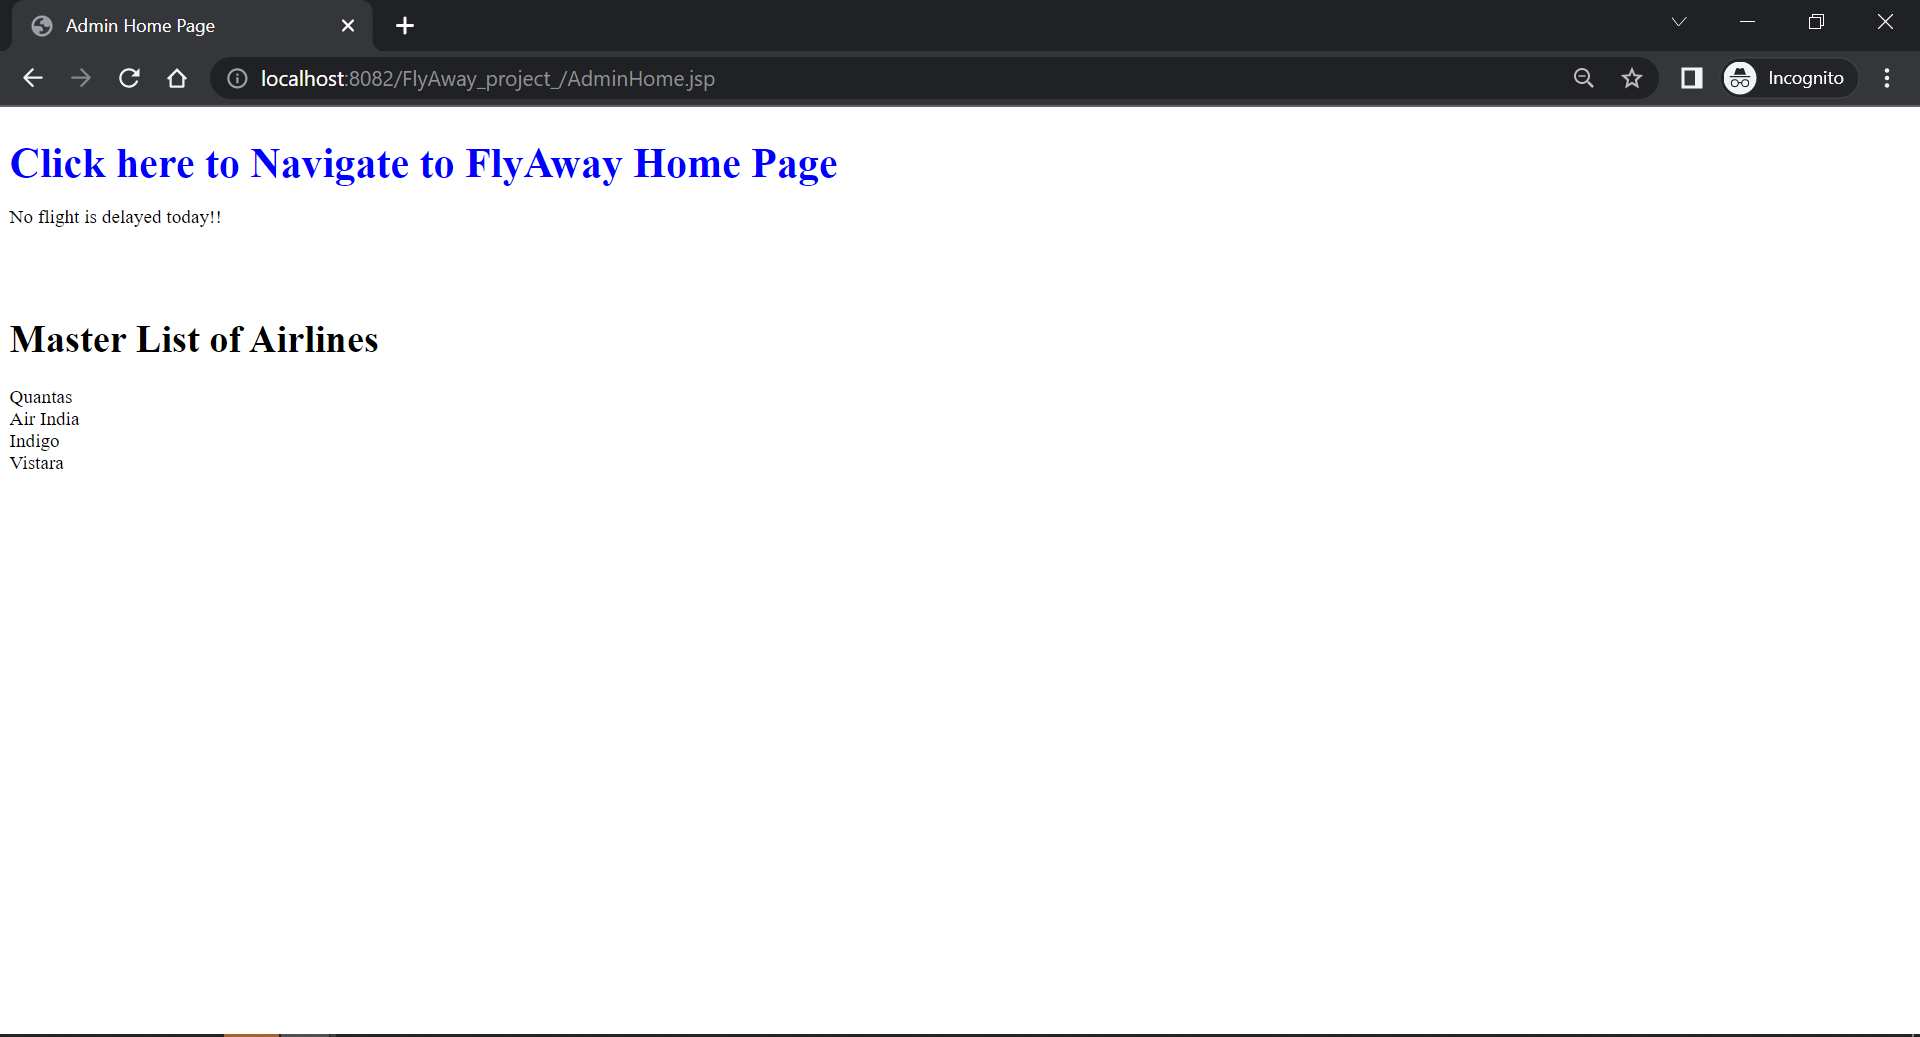 Admin Home Page
localhost:8082/FlyAway_project_/AdminHome.jsp
Incognito
Click here to Navigate to FlyAway Home Page
No flight is delayed today!!
Master List of Airlines
Quantas
Air India
Indigo
Vistara